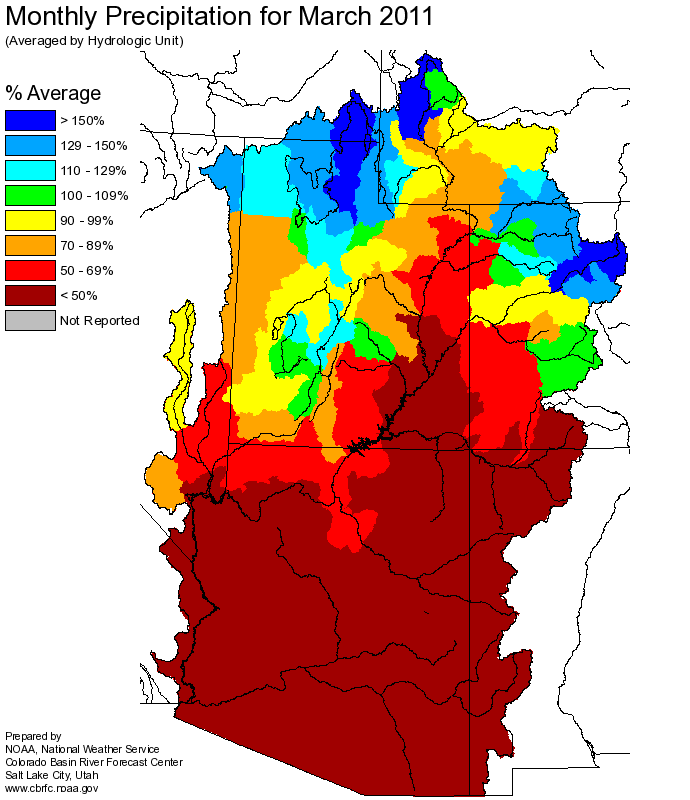 Monthly Precipitation for March 2011
(Averaged by Hydrologic Unit)
% Average
> 150%
129 - 150%
110 - 129%
100 - 109%
90 - 99%
70 - 89%
50 - 69%
< 50%
Not Reported
Prepared by
NOAA, National Weather Service
Colorado Basin River Forecast Center
Salt Lake City, Utah
www.cbrfc.noaa.gov